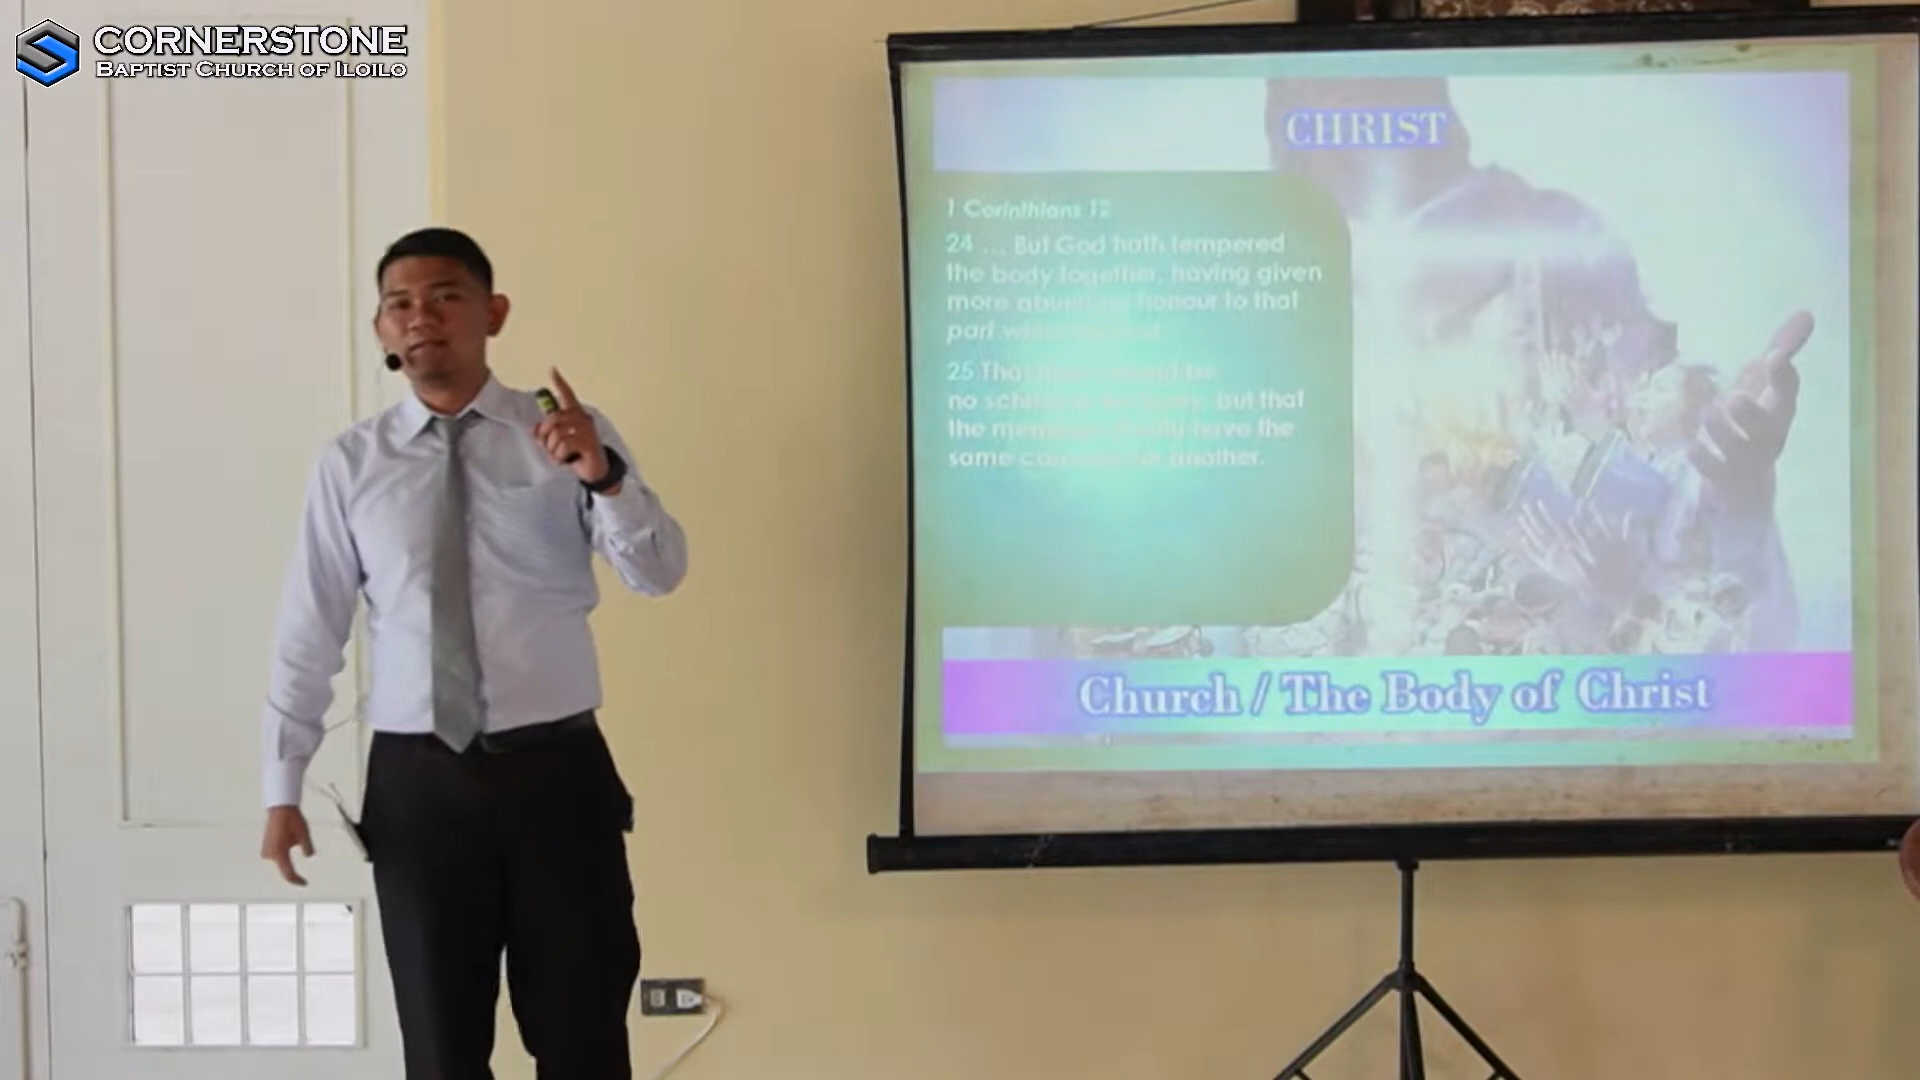 CORNERSTONE
BAPTIST CHURCH OF ILOILO
CHRIST
1 Corinthians 12
24 ... But God hath tempered
the body together, having given
more honour to that
part
25
no but that
the have the
same another.
Church / The Body of Christ